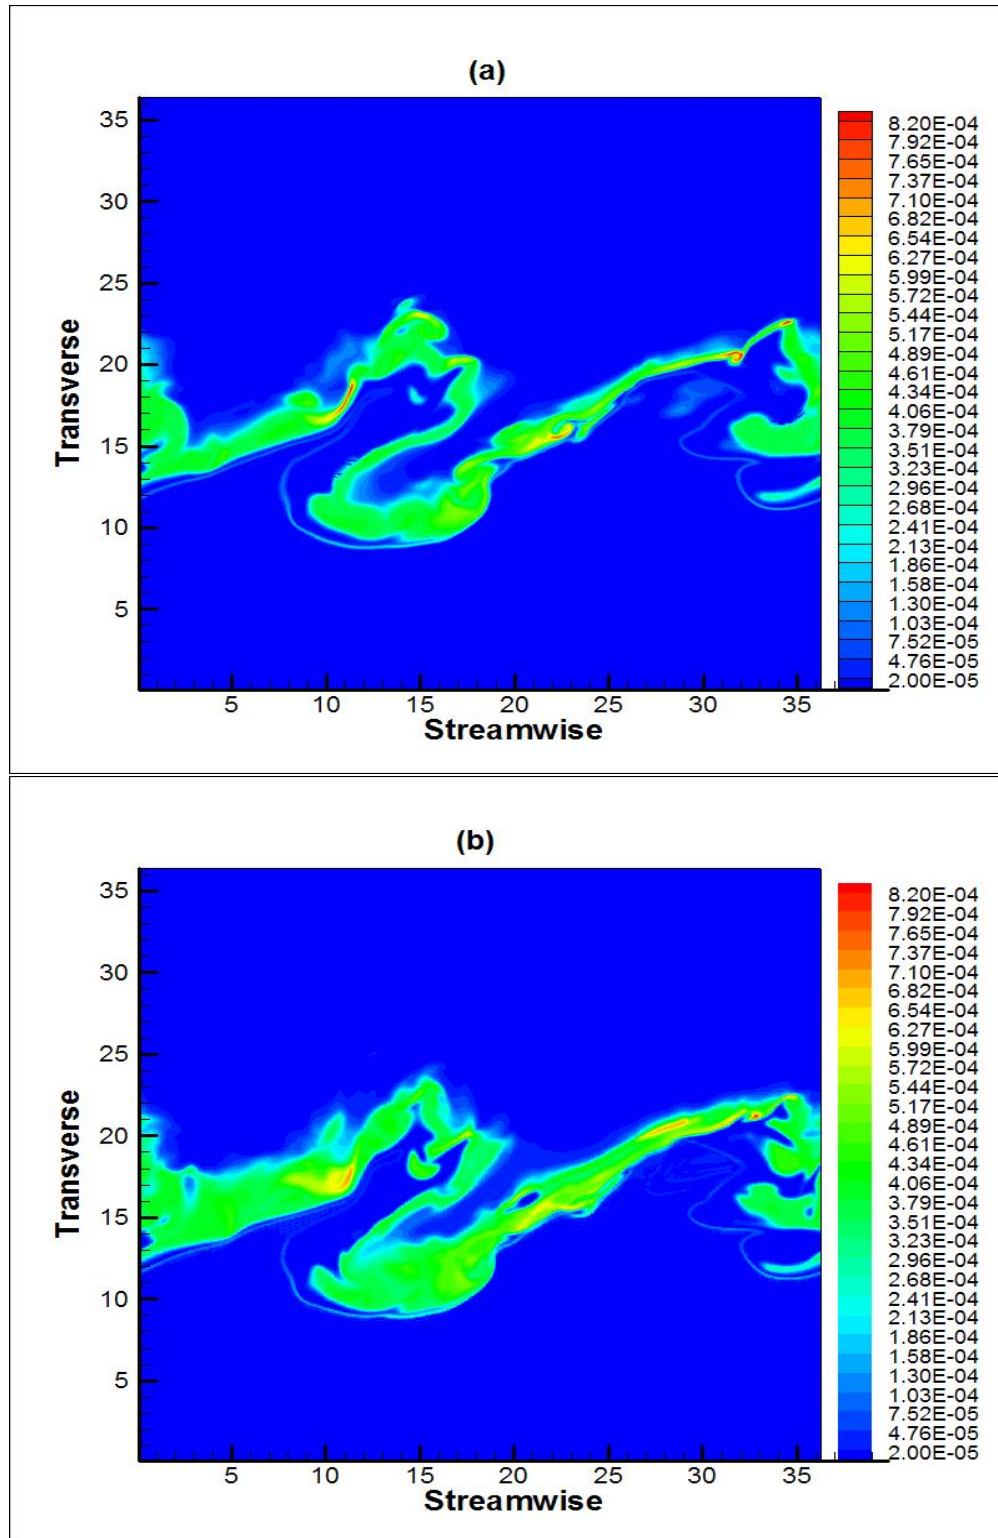 (a)
35
30
25
20
15
10
5
Transverse
5 10 15 20 25 30 35
Streamwise
8.20E-04
7.92E-04
7.65E-04
7.37E-04
7.10E-04
6.82E-04
6.54E-04
6.27E-04
5.99E-04
5.72E-04
5.44E-04
5.17E-04
4.89E-04
4.61E-04
4.34E-04
4.06E-04
3.79E-04
3.51E-04
3.23E-04
2.96E-04
2.68E-04
2.41E-04
2.13E-04
1.86E-04
1.58E-04
1.30E-04
1.03E-04
7.52E-05
4.76E-05
2.00E-05
(b)
35
30
25
20
15
10
5
Transverse
5 10 15 20 25 30 35
Streamwise
8.20E-04
7.92E-04
7.65E-04
7.37E-04
7.10E-04
6.82E-04
6.54E-04
6.27E-04
5.99E-04
5.72E-04
5.44E-04
5.17E-04
4.89E-04
4.61E-04
4.34E-04
4.06E-04
3.79E-04
3.51E-04
3.23E-04
2.96E-04
2.68E-04
2.41E-04
2.13E-04
1.86E-04
1.58E-04
1.30E-04
1.03E-04
7.52E-05
4.76E-05
2.00E-05